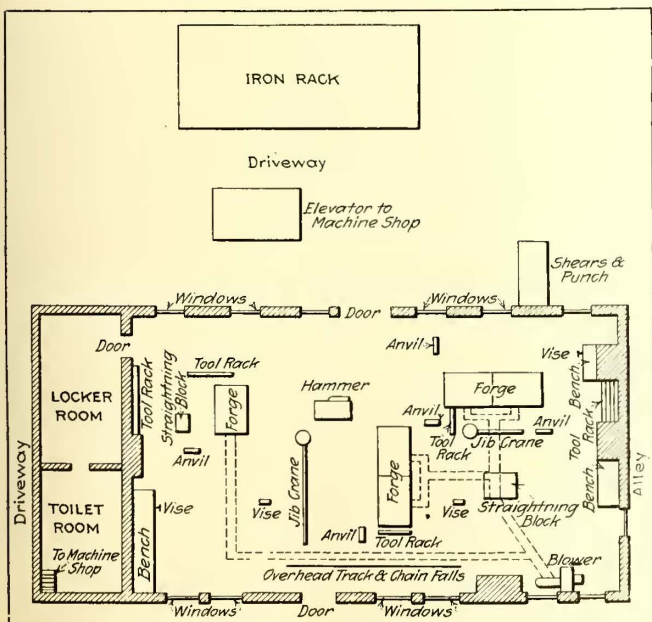 IRON RACK
Driveway
Elevator to
Machine Shop
Shears &
Punch
Windows
Door
Windows
Door
Anvil
Vise
Bench
Tool Rack
LOCKER
ROOM
Tool Rack
Straightning
Block
Forge
Hammer
Forge
Anvil
Tool
Rack
Jib Crane
Anvil
Tool
Rack
Bench
Anvil
Jib Crane
Forge
Driveway
TOILET
ROOM
Vise
Vise
Vise
Straightning
Block
Alley
To Machine
Shop
Bench
Anvil
Tool Rack
Blower
Overhead Track & Chain Falls
Windows
Door
Windows